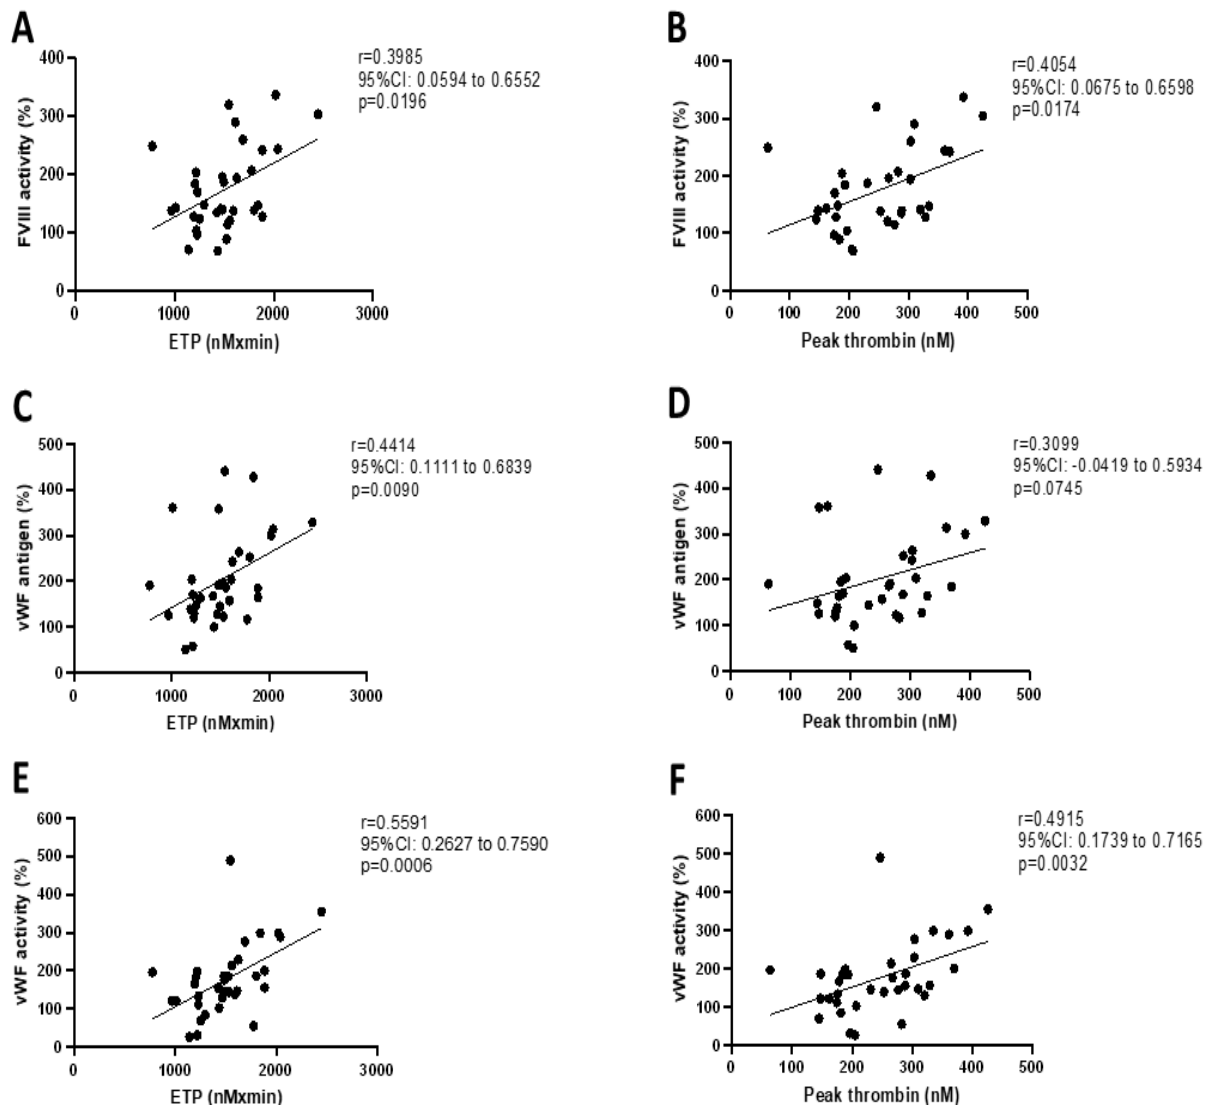 A
r=0.3985
95%CI: 0.0594 to 0.6552
p=0.0196
FVIII activity (%)
400
300
200
100
0
0 1000 2000 3000
ETP (nMxmin)
B
r=0.4054
95%CI: 0.0675 to 0.6598
p=0.0174
FVIII activity (%)
400
300
200
100
0
0 100 200 300 400 500
Peak thrombin (nM)
C
r=0.4414
95%CI: 0.1111 to 0.6839
p=0.0090
vWF antigen (%)
500
400
300
200
100
0
0 1000 2000 3000
ETP (nMxmin)
D
r=0.3099
95%CI: -0.0419 to 0.5934
p=0.0745
vWF antigen (%)
500
400
300
200
100
0
0 100 200 300 400 500
Peak thrombin (nM)
E
r=0.5591
95%CI: 0.2627 to 0.7590
p=0.0006
vWF activity (%)
600
500
400
300
200
100
0
0 1000 2000 3000
ETP (nMxmin)
F
r=0.4915
95%CI: 0.1739 to 0.7165
p=0.0032
vWF activity (%)
600
500
400
300
200
100
0
0 100 200 300 400 500
Peak thrombin (nM)